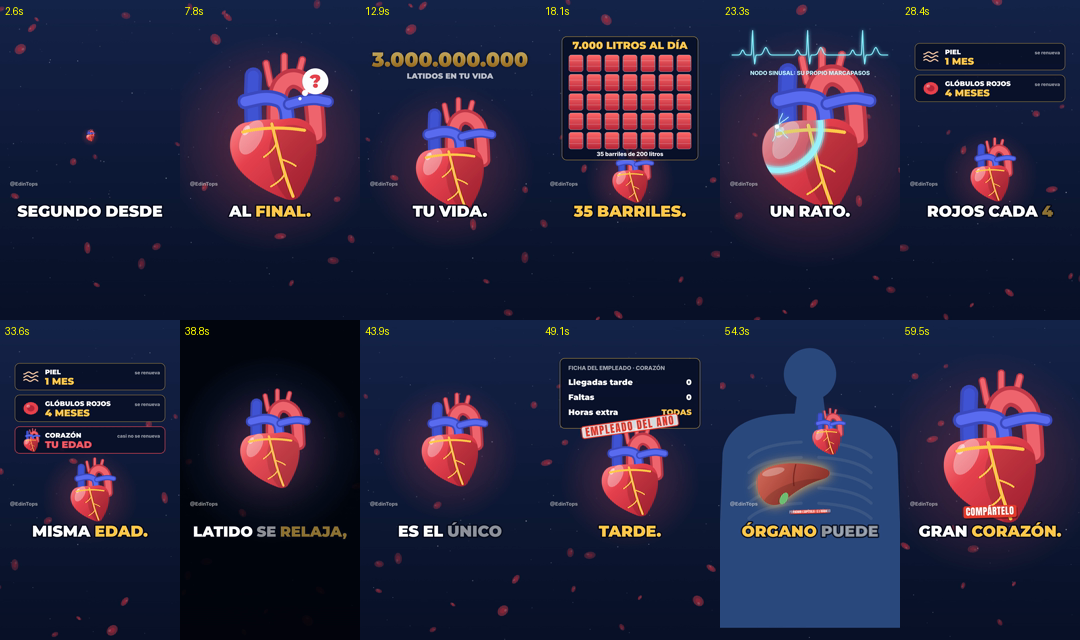 2.6s
@EdinTops
SEGUNDO DESDE
7.8s
?
@EdinTops
AL FINAL.
12.9s
3.000.000.000
LATIDOS EN TU VIDA
@EdinTops
TU VIDA.
18.1s
7.000 LITROS AL DÍA
35 barriles de 200 litros
@EdinTops
35 BARRILES.
23.3s
NODO SINUSAL: SU PROPIO MARCAPASOS
@EdinTops
UN RATO.
28.4s
PIEL
se renueva
1 MES
GLÓBULOS ROJOS
se renueva
4 MESES
@EdinTops
ROJOS CADA 4
33.6s
PIEL
se renueva
1 MES
GLÓBULOS ROJOS
se renueva
4 MESES
CORAZÓN
casi no se renueva
TU EDAD
@EdinTops
MISMA EDAD.
38.8s
@EdinTops
LATIDO SE RELAJA,
43.9s
@EdinTops
ES EL ÚNICO
49.1s
FICHA DEL EMPLEADO · CORAZÓN
Llegadas tarde 0
Faltas 0
Horas extra TODAS
EMPLEADO DEL AÑO
@EdinTops
TARDE.
54.3s
@EdinTops
ÓRGANO PUEDE
59.5s
COMPÁRTELO
@EdinTops
GRAN CORAZÓN.